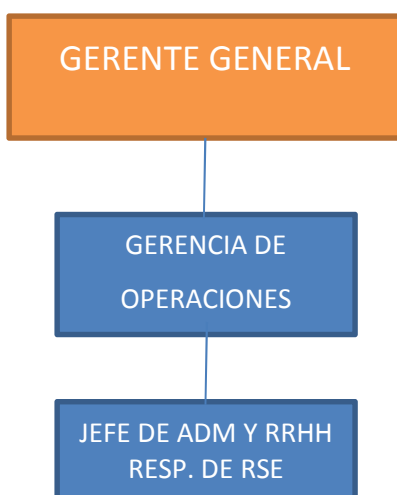 GERENTE GENERAL
GERENCIA DE
OPERACIONES
JEFE DE ADM Y RRHH
RESP. DE RSE